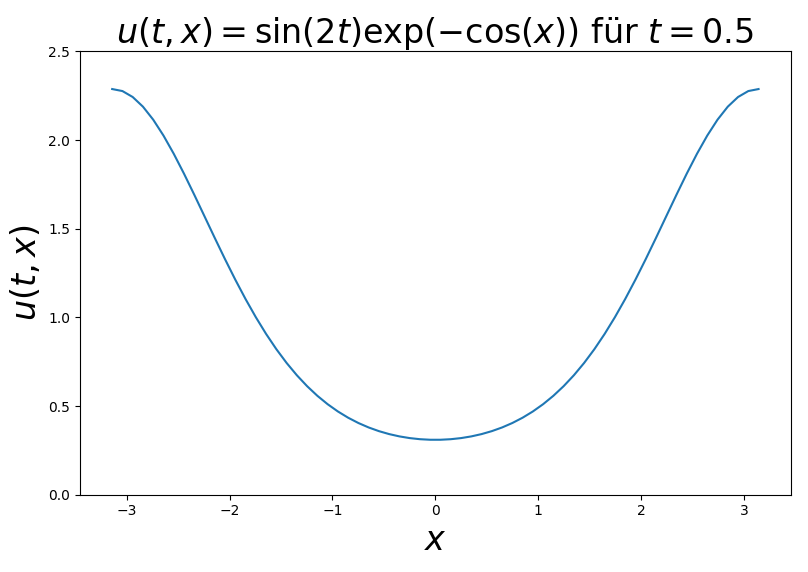 u(t, x) = sin(2t)exp(−cos(x)) für t = 0.5
u(t, x)
2.5
2.0
1.5
1.0
0.5
0.0
−3 −2 −1 0 1 2 3
x